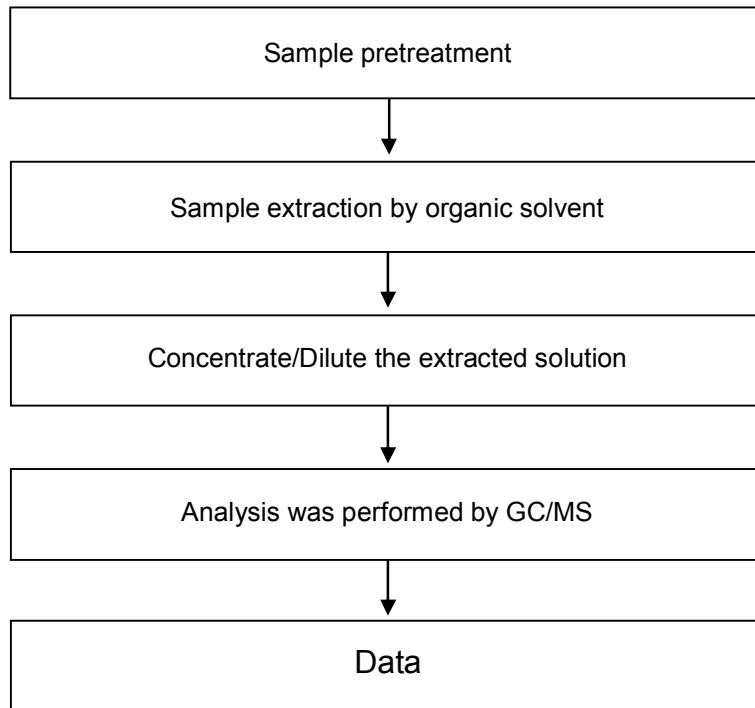 Sample pretreatment
Sample extraction by organic solvent
Concentrate/Dilute the extracted solution
Analysis was performed by GC/MS
Data